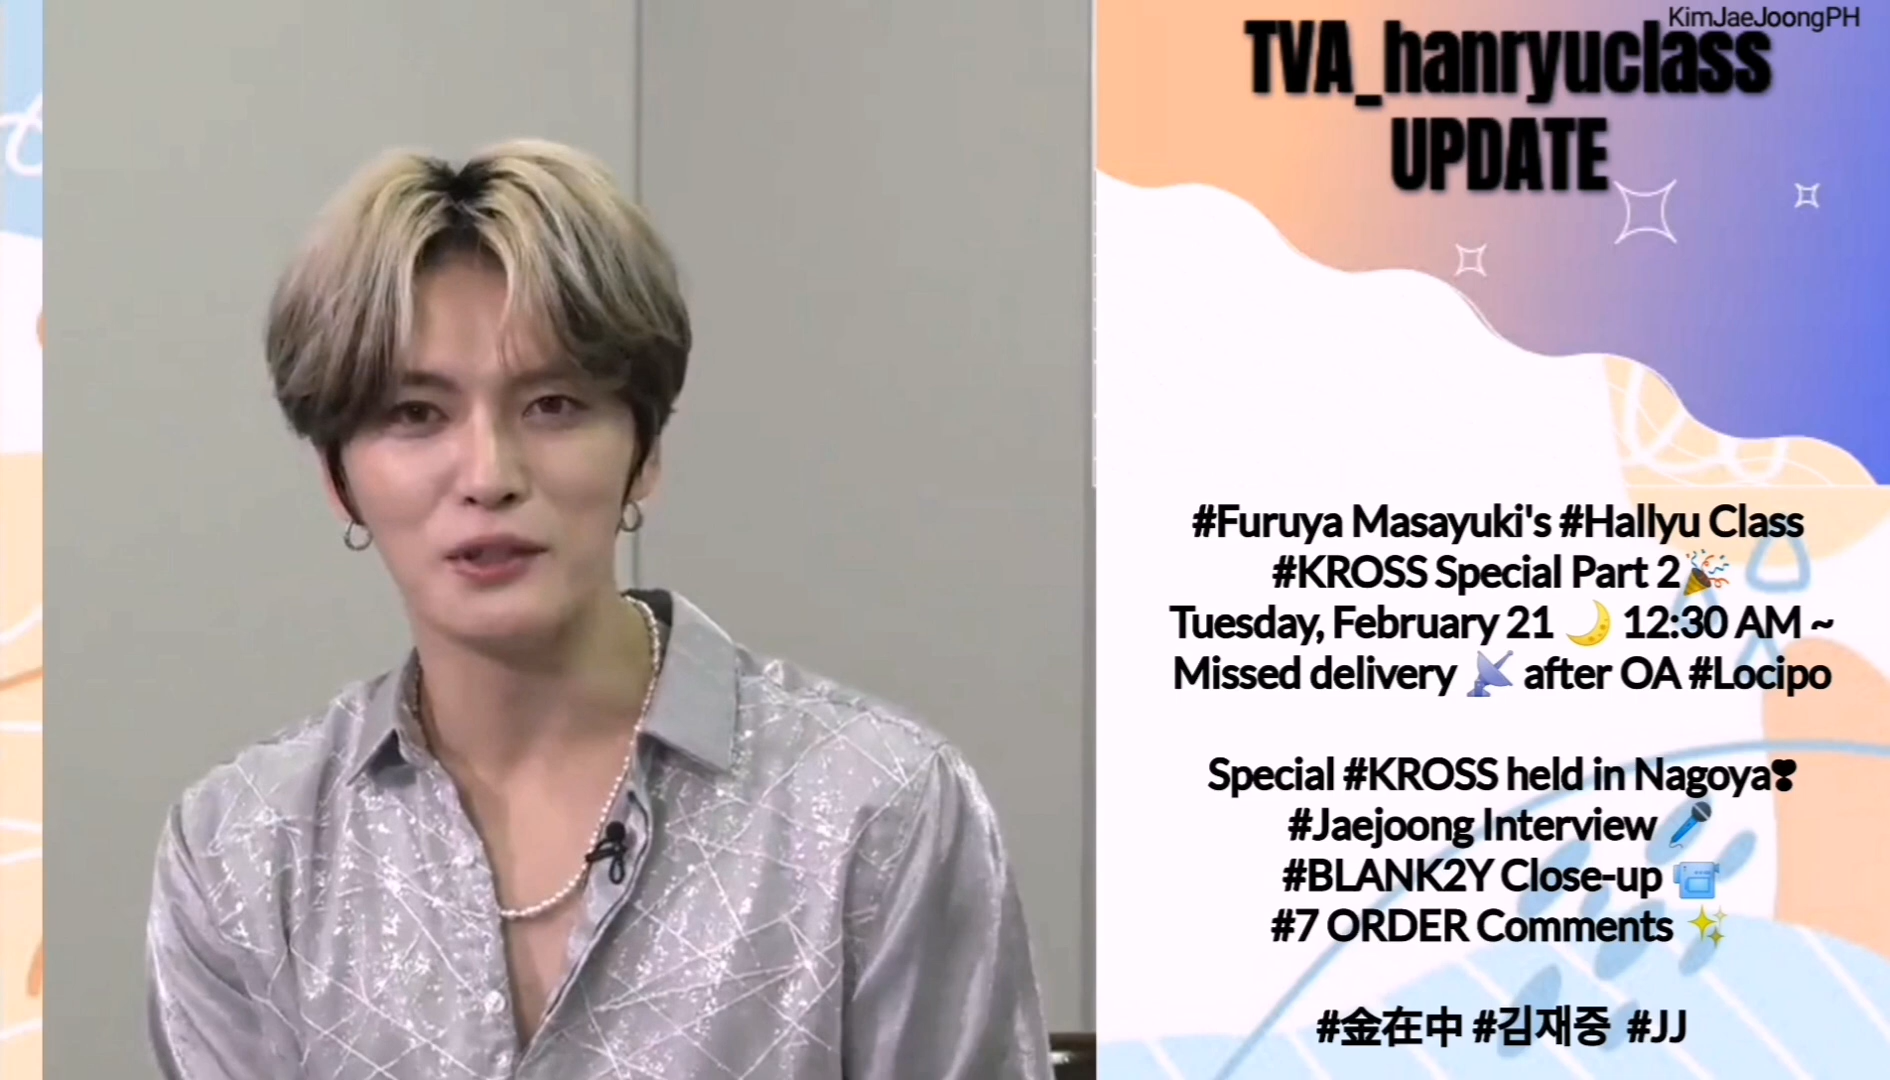 KimJaeJoongPH
TVA_hanryuclass
UPDATE
#Furuya Masayuki's #Hallyu Class
#KROSS Special Part 2🎉
Tuesday, February 21 🌙 12:30 AM ~
Missed delivery 📡 after OA #Locipo
Special #KROSS held in Nagoya❣
#Jaejoong Interview 🎤
#BLANK2Y Close-up 📹
#7 ORDER Comments ✨
#金在中 #김재중 #JJ